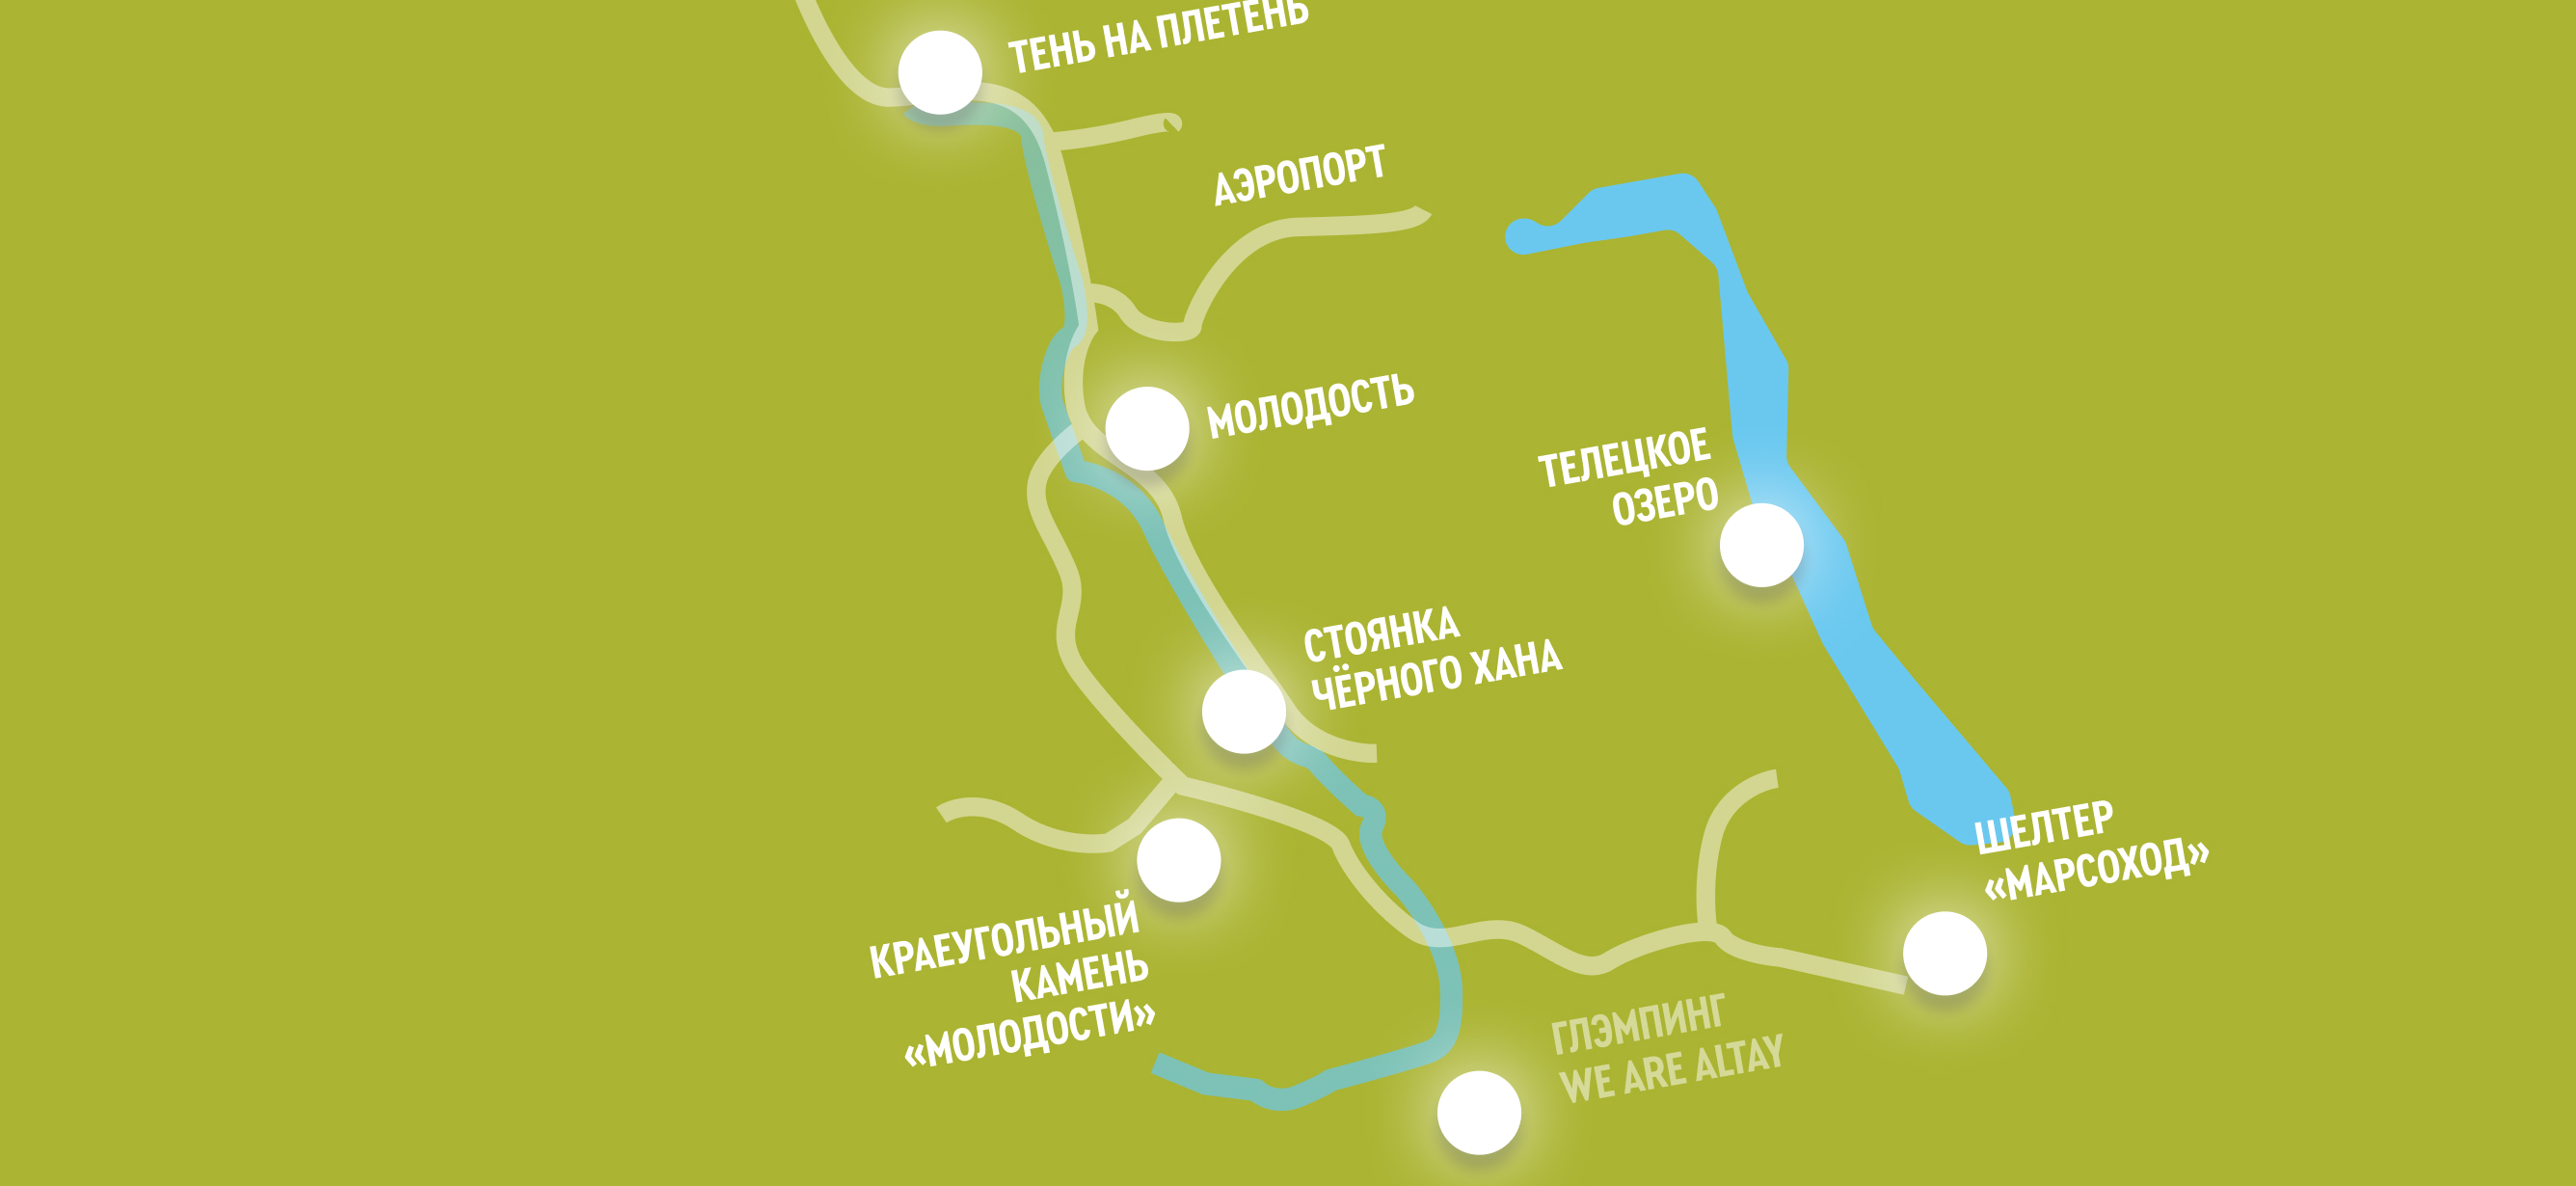 ТЕНЬ НА ПЛЕТЕНЬ
АЭРОПОРТ
МОЛОДОСТЬ
ТЕЛЕЦКОЕ
ОЗЕРО
СТОЯНКА
ЧЁРНОГО ХАНА
ШЕЛТЕР
«МАРСОХОД»
КРАЕУГОЛЬНЫЙ
КАМЕНЬ
«МОЛОДОСТИ»
ГЛЭМПИНГ
WE ARE ALTAY